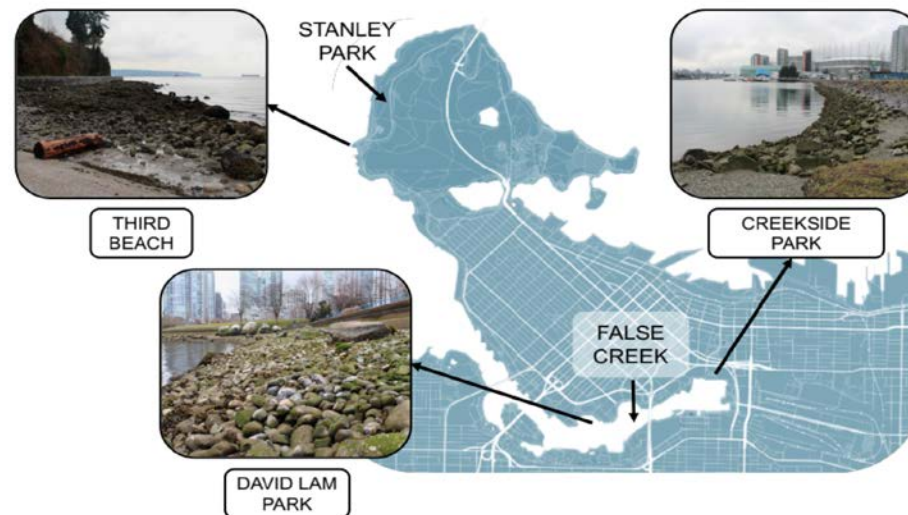 STANLEY
PARK
THIRD
BEACH
CREEKSIDE
PARK
FALSE
CREEK
DAVID LAM
PARK